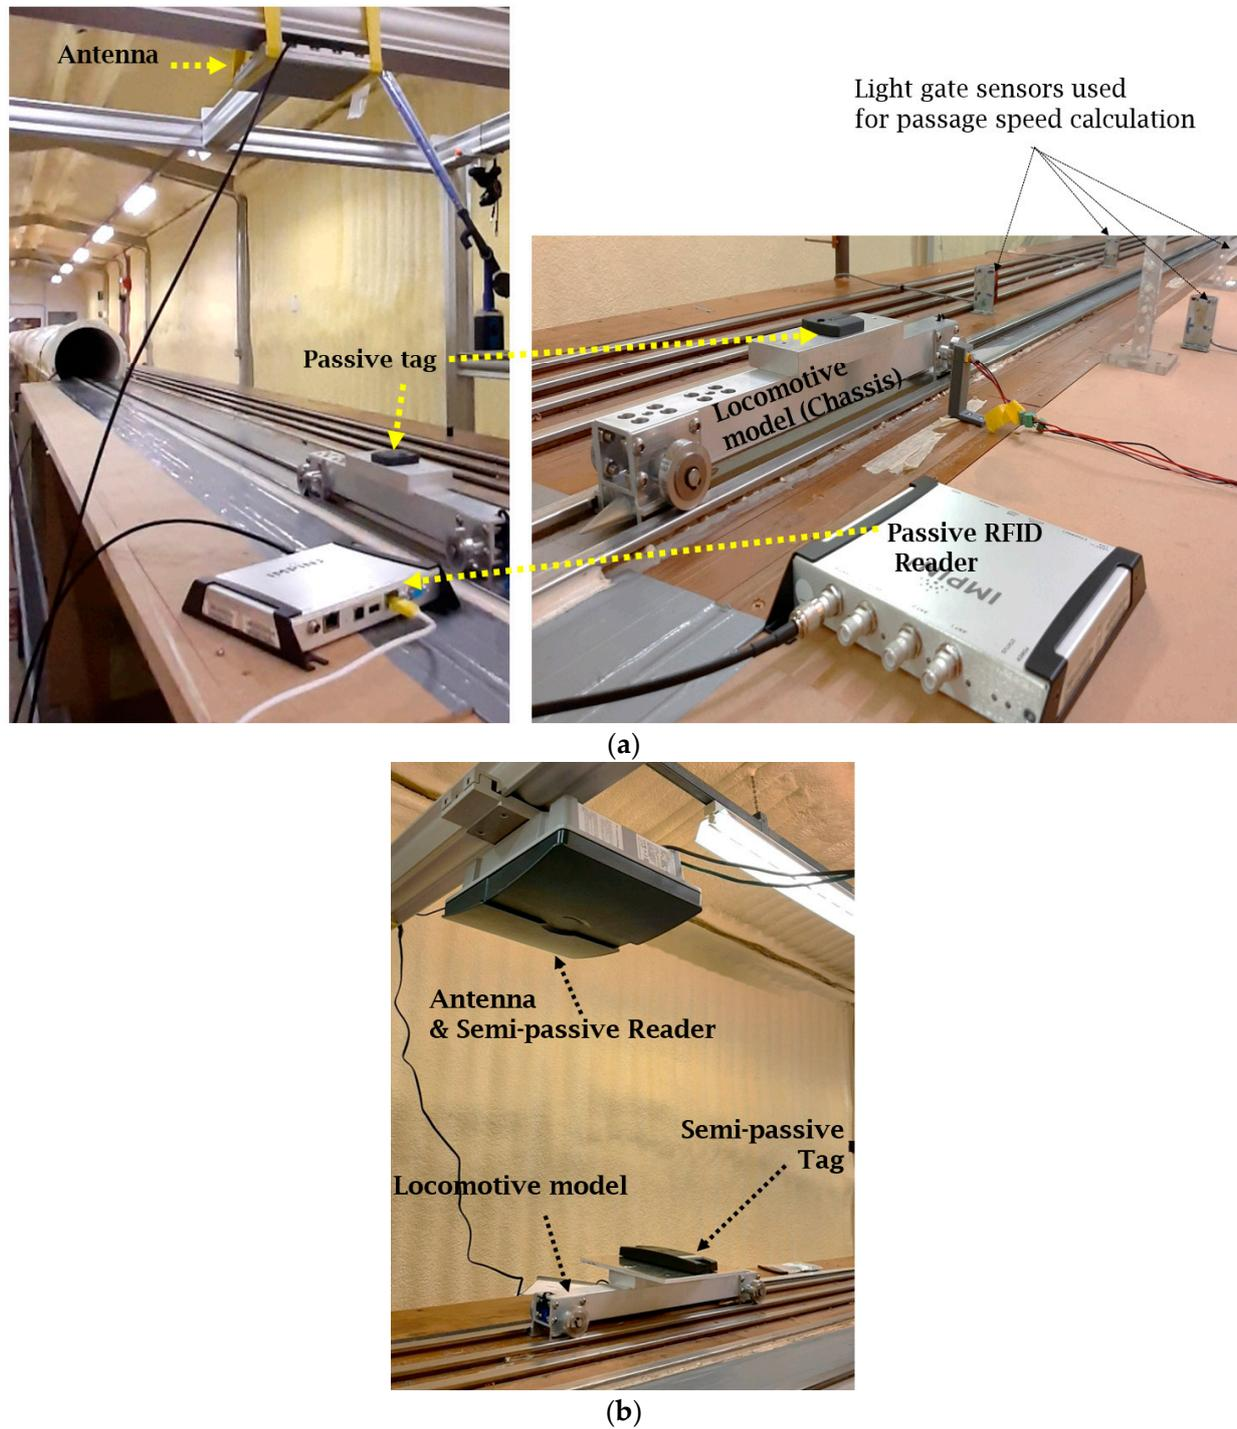 Antenna
Light gate sensors used
for passage speed calculation
Passive tag
Locomotive
model (Chassis)
Passive RFID
Reader
IMPINJ
(a)
Antenna
& Semi-passive Reader
Semi-passive
Tag
Locomotive model
(b)